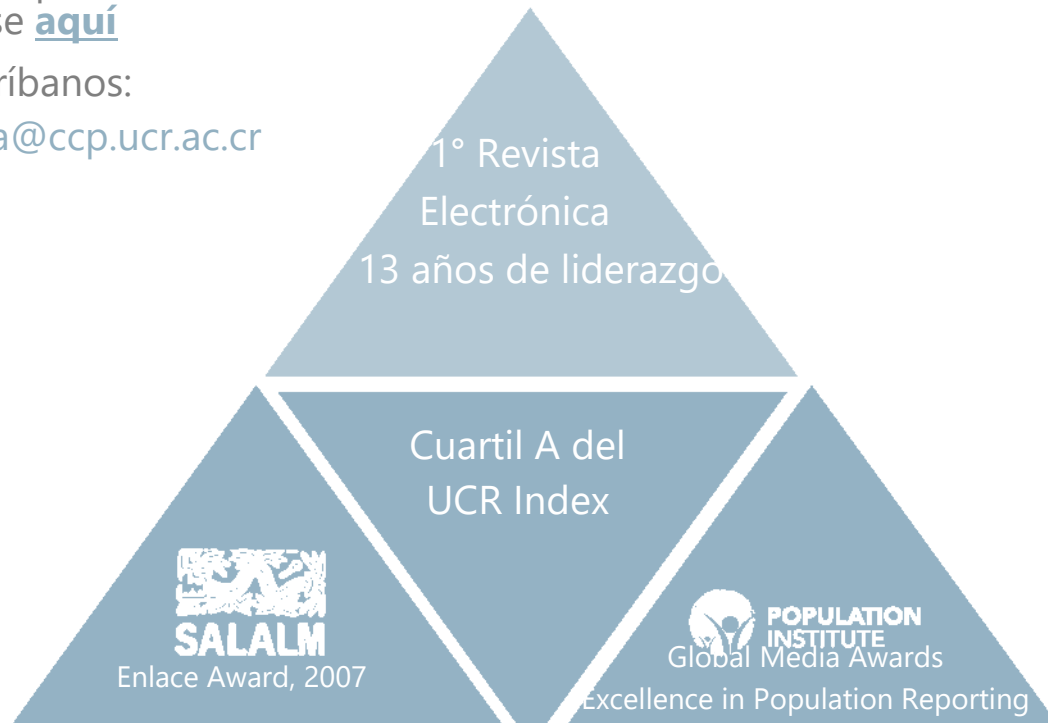 se aquí
ríbanos:
a@ccp.ucr.ac.cr
1° Revista
Electrónica
13 años de liderazgo
Cuartil A del
UCR Index
SALALM
Enlace Award, 2007
POPULATION
INSTITUTE
Global Media Awards
Excellence in Population Reporting